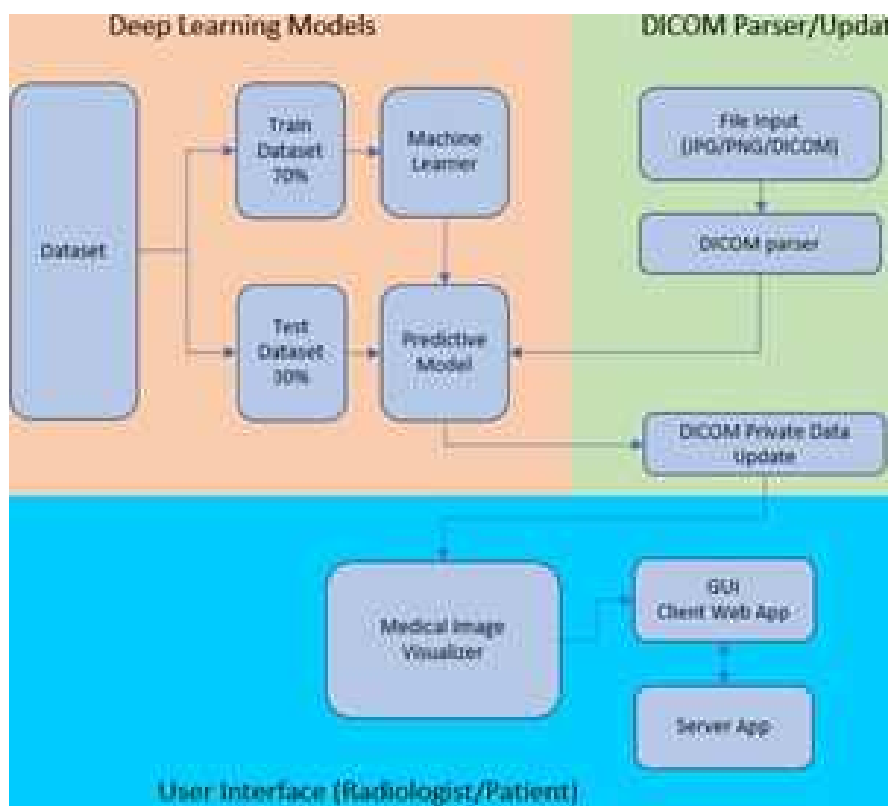 Deep Learning Models
DICOM Parser/Updat
Dataset
Train
Dataset
70%
Machine
Learner
Test
Dataset
30%
Predictive
Model
File Input
(JPG/PNG/DICOM)
DICOM parser
DICOM Private Data
Update
Medical Image
Visualizer
GUI
Client Web App
Server App
User Interface (Radiologist/Patient)